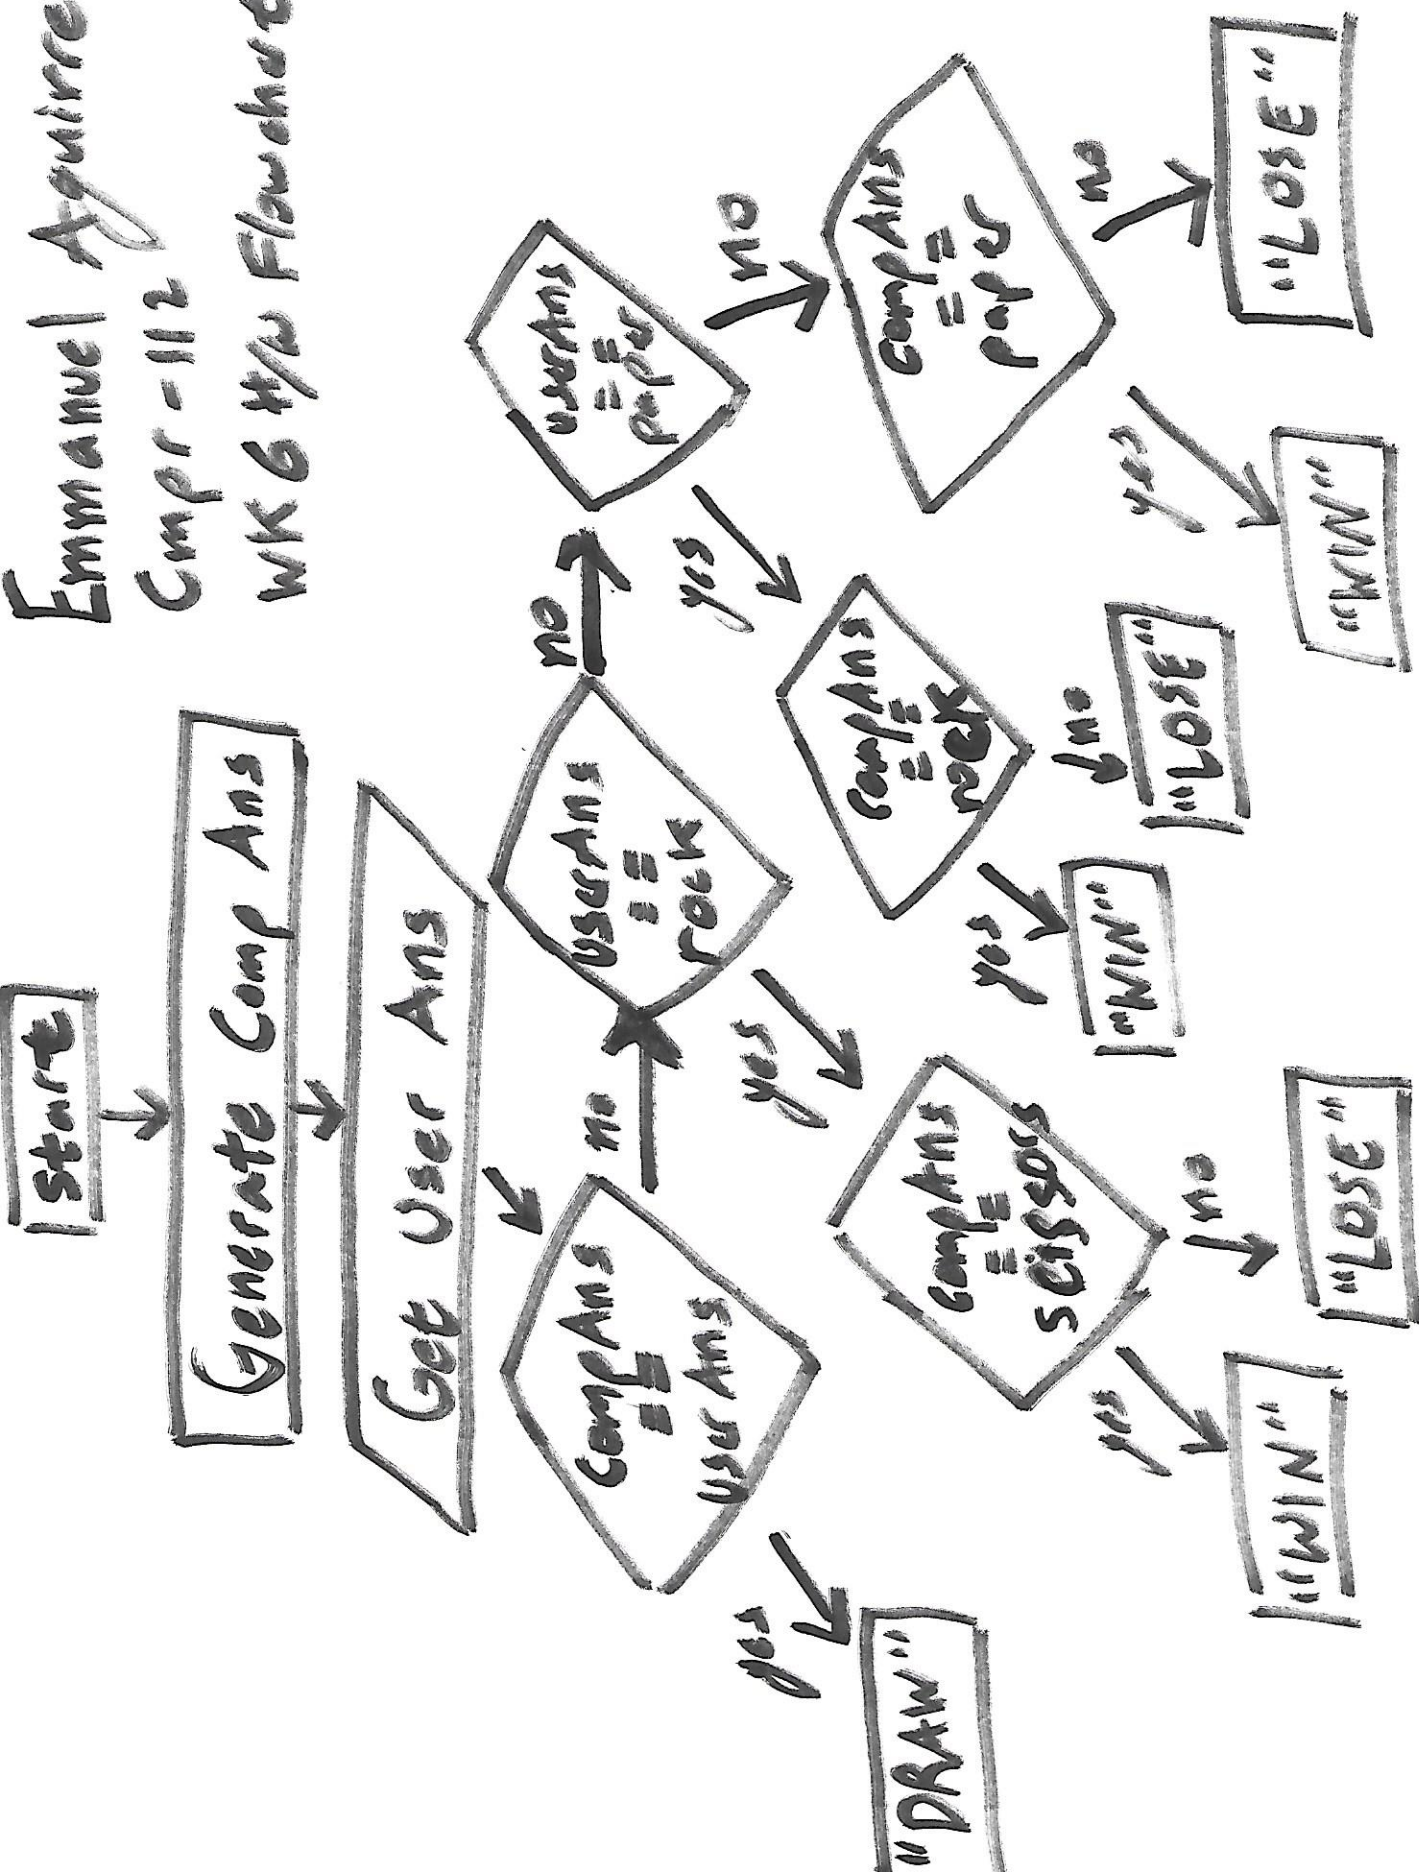 Emmanuel Aguirre
Cmpr-112
WK 6 H/w Flowchart
Start
Generate Comp Ans
Get User Ans
CompAns
==
UserAns
no
UserAns
==
rock
no
UserAns
==
paper
no
CompAns
==
paper
yes
"DRAW"
yes
CompAns
==
scissors
yes
CompAns
==
rock
yes
"WIN"
no
"LOSE"
yes
"WIN"
no
"LOSE"
yes
"WIN"
no
"LOSE"